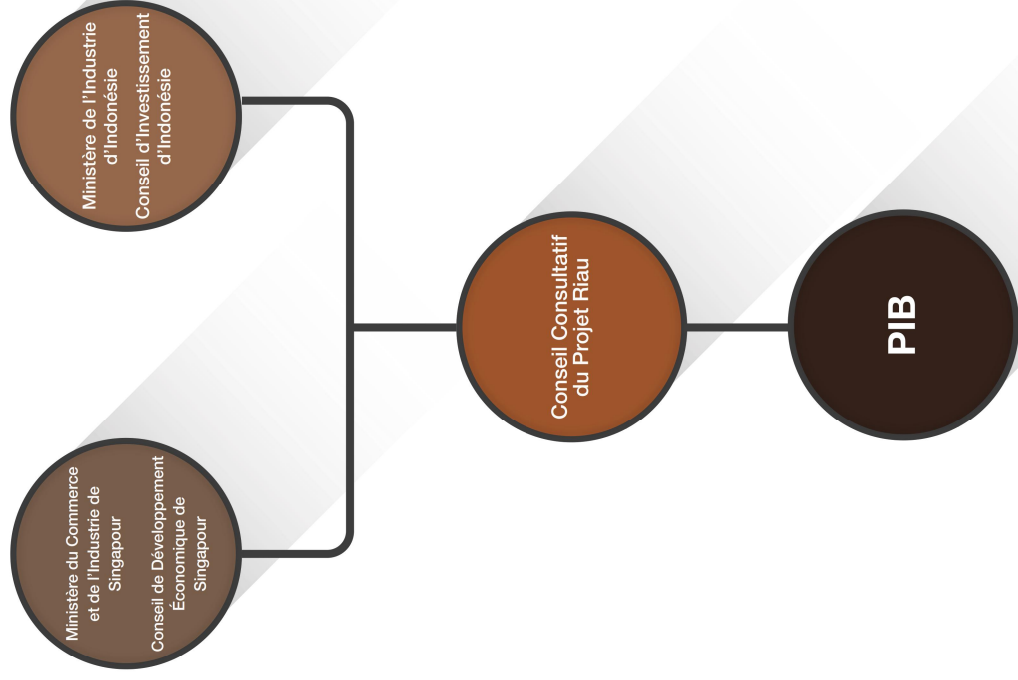 Ministère du Commerce
et de l'Industrie de
Singapour
Conseil de Développement
Économique de
Singapour
Ministère de l'Industrie
d'Indonésie
Conseil d'Investissement
d'Indonésie
Conseil Consultatif
du Projet Riau
PIB